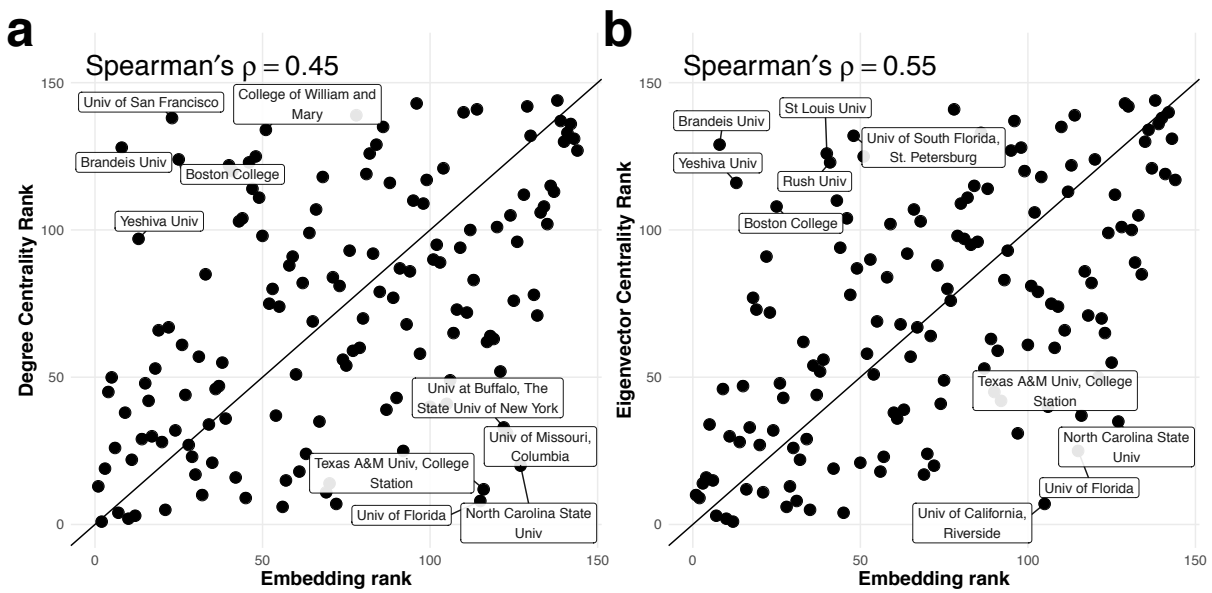 a
Spearman's ρ = 0.45
150
Univ of San Francisco
College of William and
Mary
Brandeis Univ
Boston College
Yeshiva Univ
100
50
0
Univ at Buffalo, The
State Univ of New York
Univ of Missouri,
Columbia
Texas A&M Univ, College
Station
Univ of Florida
North Carolina State
Univ
0
50
100
150
Degree Centrality Rank
Embedding rank
b
Spearman's ρ = 0.55
150
Brandeis Univ
St Louis Univ
Univ of South Florida,
St. Petersburg
Yeshiva Univ
Rush Univ
Boston College
100
50
0
Texas A&M Univ, College
Station
North Carolina State
Univ
Univ of Florida
Univ of California,
Riverside
0
50
100
150
Eigenvector Centrality Rank
Embedding rank